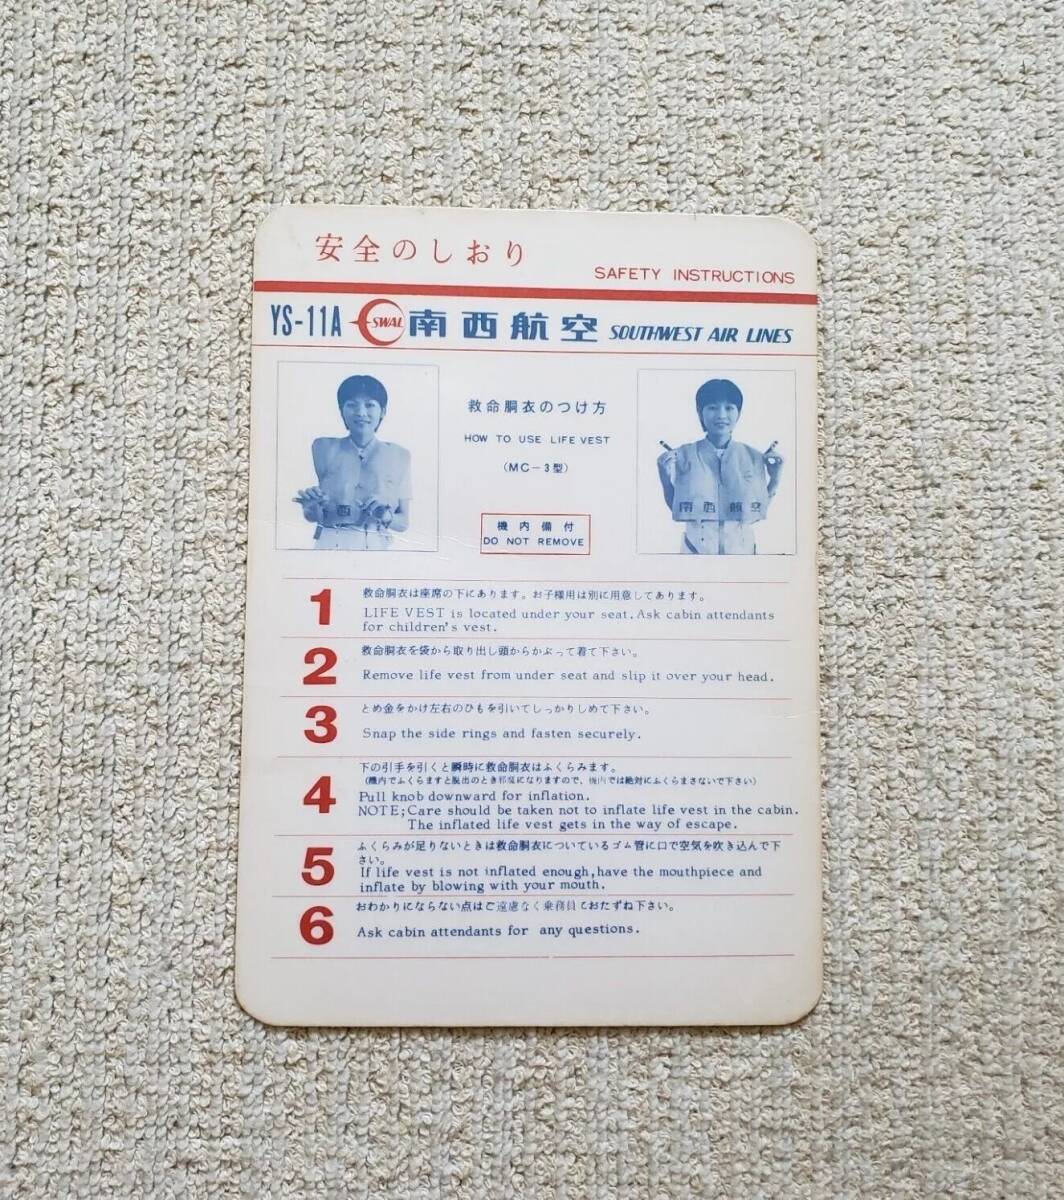 安全のしおり
SAFETY INSTRUCTIONS
YS-11A SWAL 南西航空 SOUTHWEST AIR LINES
救命胴衣のつけ方
HOW TO USE LIFE VEST
(MC-3型)
西
南西航空
機内備付
DO NOT REMOVE
1 救命胴衣は座席の下にあります。お子様用は別に用意してあります。
LIFE VEST is located under your seat. Ask cabin attendants
for children's vest.
2 救命胴衣を袋から取り出し頭からかぶって着て下さい。
Remove life vest from under seat and slip it over your head.
3 とめ金をかけ左右のひもを引いてしっかりしめて下さい。
Snap the side rings and fasten securely.
4 下の引手を引くと瞬時に救命胴衣はふくらみます。
(機内でふくらますと脱出のとき邪魔になりますので、機内では絶対にふくらまさないで下さい)
Pull knob downward for inflation.
NOTE; Care should be taken not to inflate life vest in the cabin.
The inflated life vest gets in the way of escape.
5 ふくらみが足りないときは救命胴衣についているゴム管に口で空気を吹き込んで下
さい。
If life vest is not inflated enough, have the mouthpiece and
inflate by blowing with your mouth.
6 おわかりにならない点はご遠慮なく乗務員ておたずね下さい。
Ask cabin attendants for any questions.